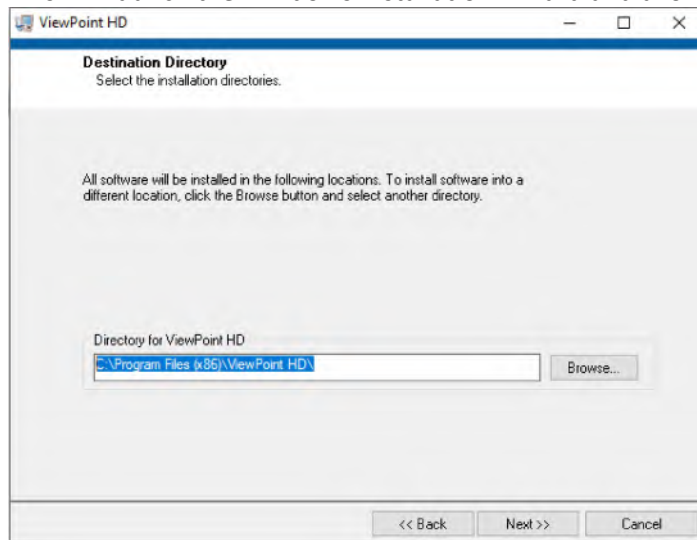 ViewPoint HD
Destination Directory
Select the installation directories.
All software will be installed in the following locations. To install software into a
different location, click the Browse button and select another directory.
Directory for ViewPoint HD
C:\Program Files (x86)\ViewPoint HD\
Browse...
<< Back
Next >>
Cancel